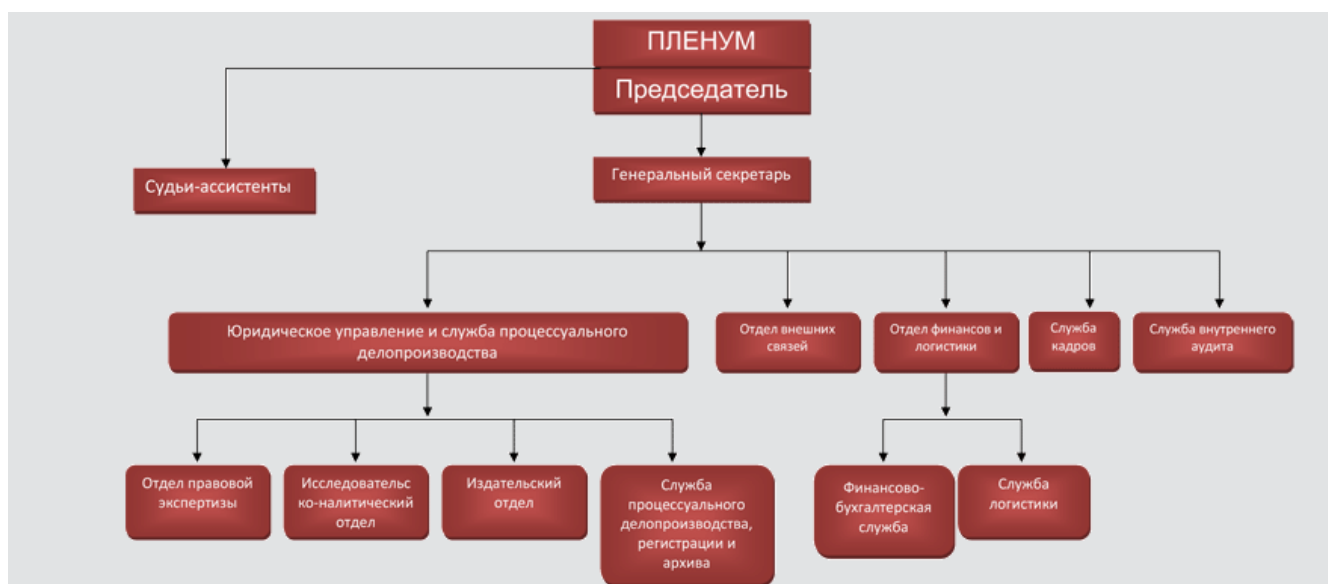 ПЛЕНУМ
Председатель
Судьи-ассистенты
Генеральный секретарь
Юридическое управление и служба процессуального
делопроизводства
Отдел внешних
связей
Отдел финансов и
логистики
Служба
кадров
Служба внутреннего
аудита
Отдел правовой
экспертизы
Исследовательс
ко-налитический
отдел
Издательский
отдел
Служба
процессуального
делопроизводства,
регистрации и
архива
Финансово-
бухгалтерская
служба
Служба
логистики